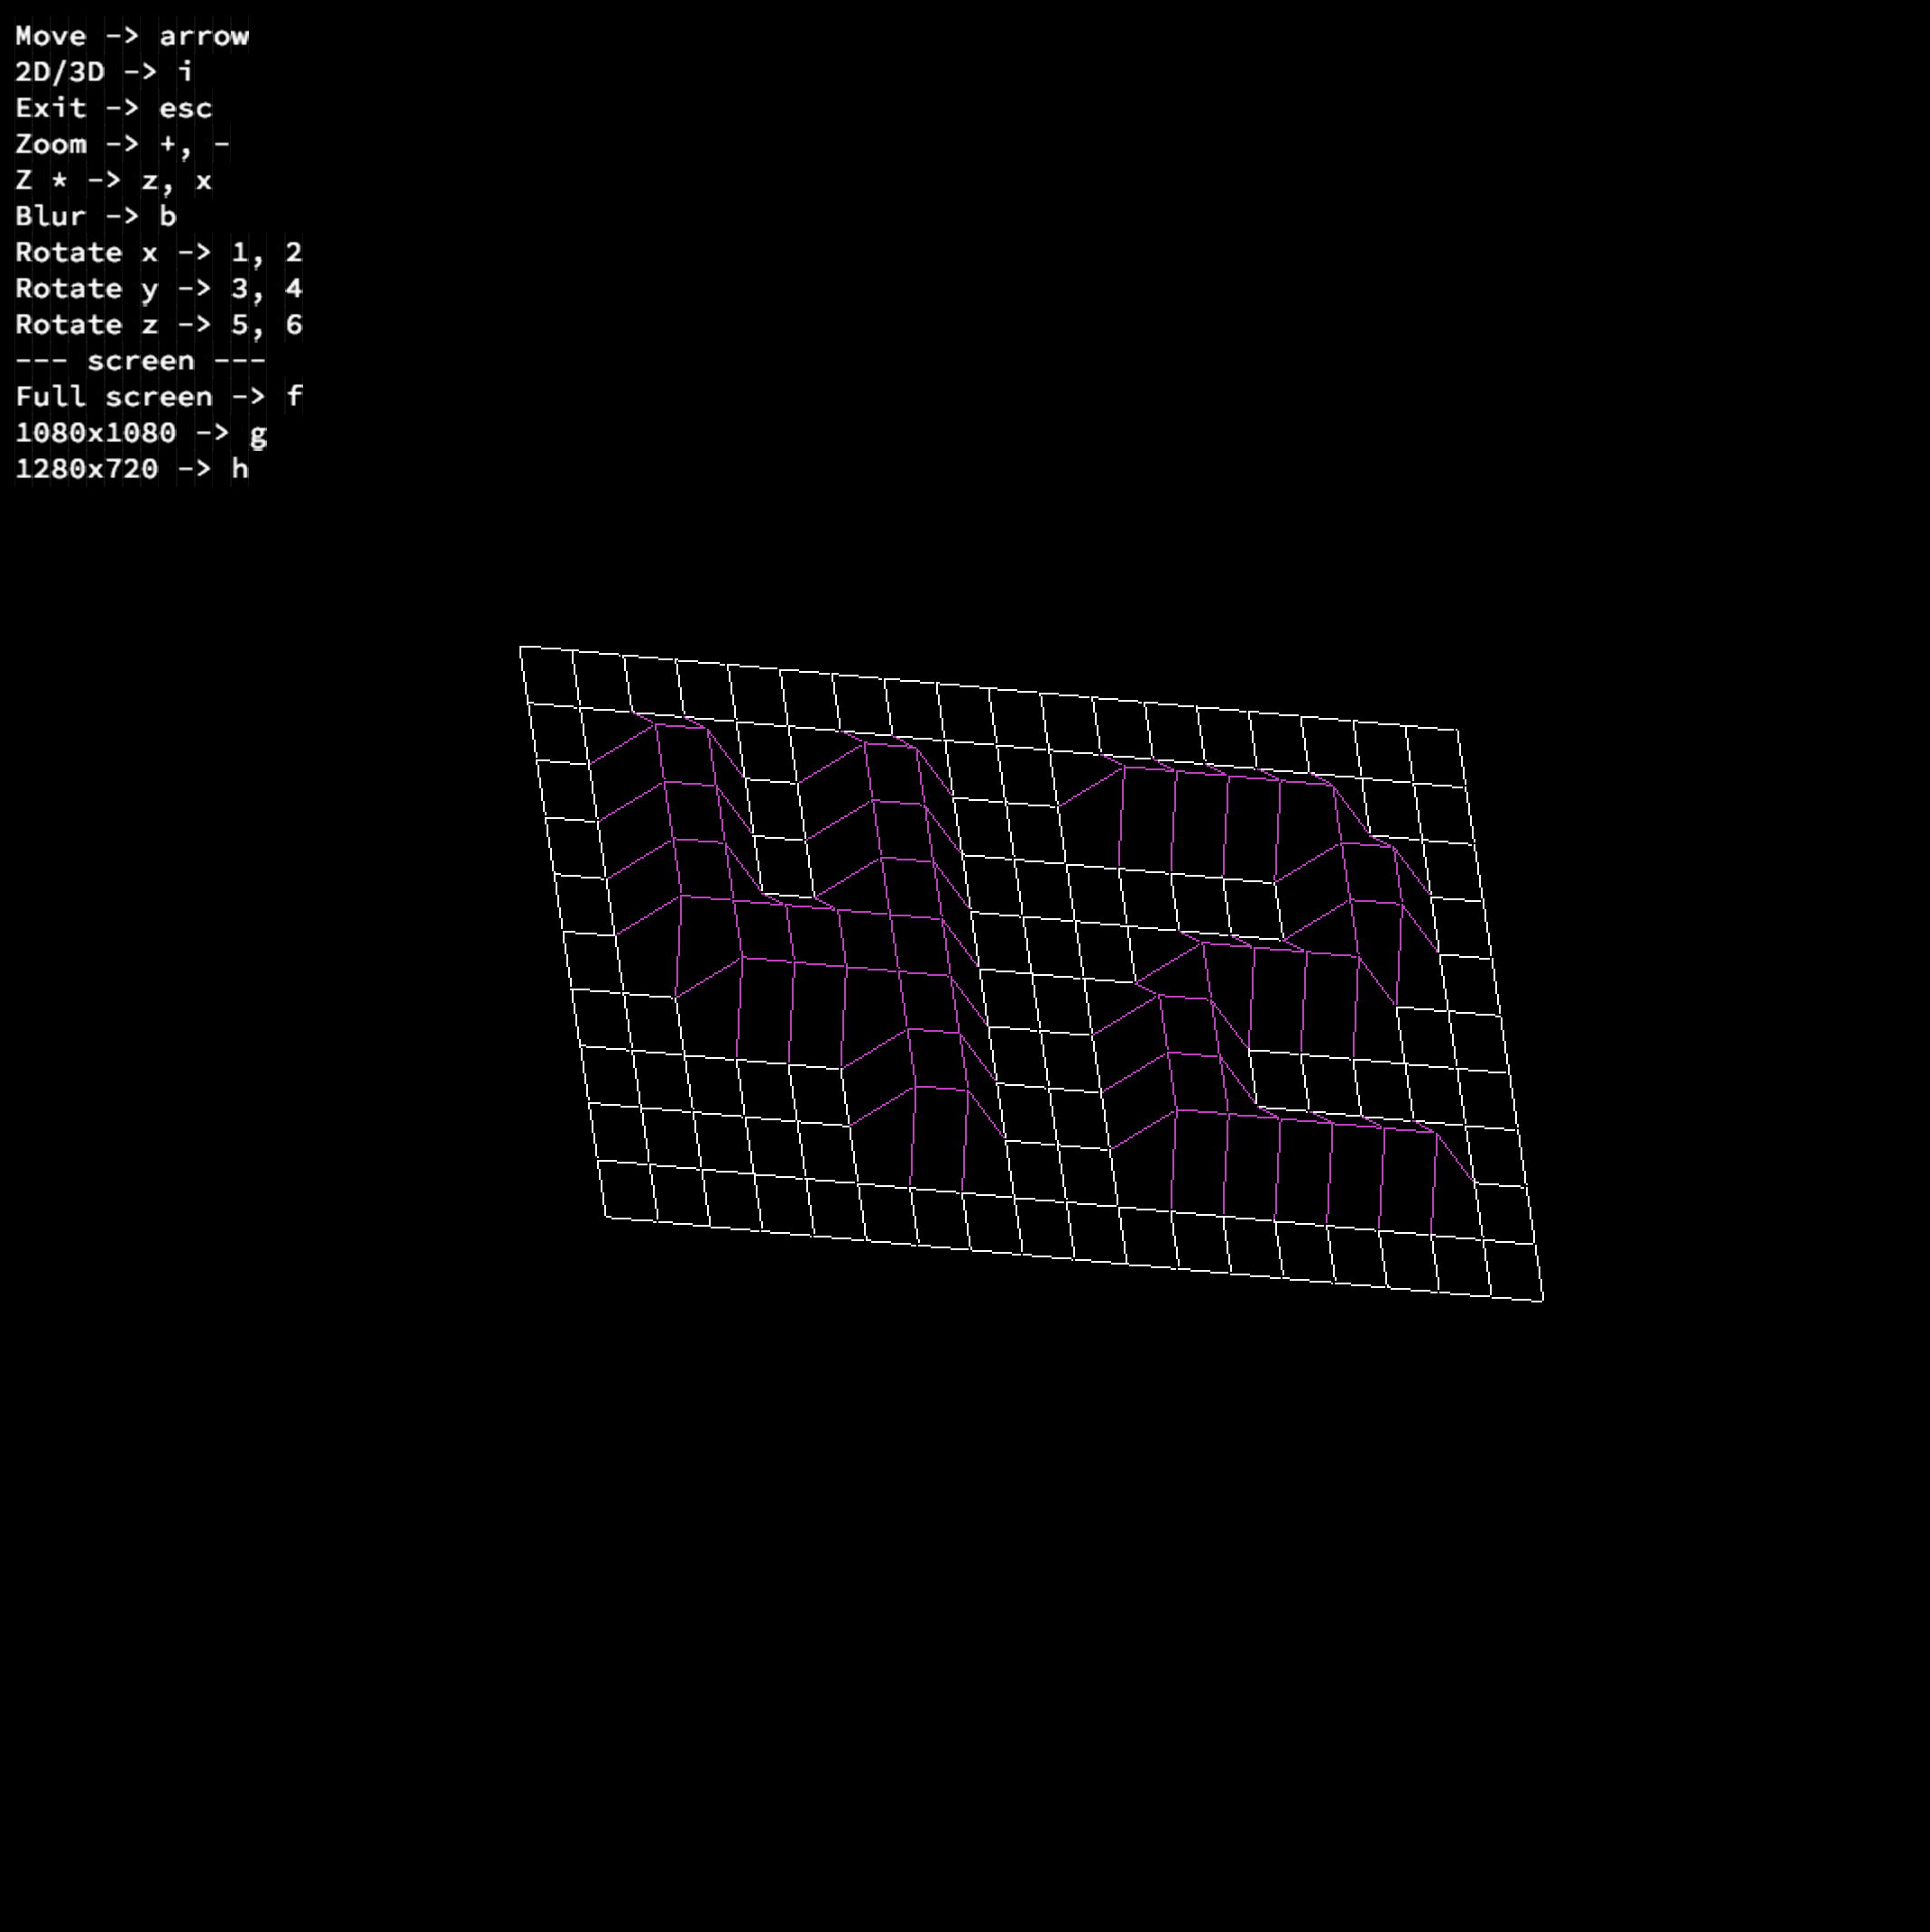 Move -> arrow
2D/3D -> i
Exit -> esc
Zoom -> +, -
Z * -> z, x
Blur -> b
Rotate x -> 1, 2
Rotate y -> 3, 4
Rotate z -> 5, 6
--- screen ---
Full screen -> f
1080x1080 -> g
1280x720 -> h
42